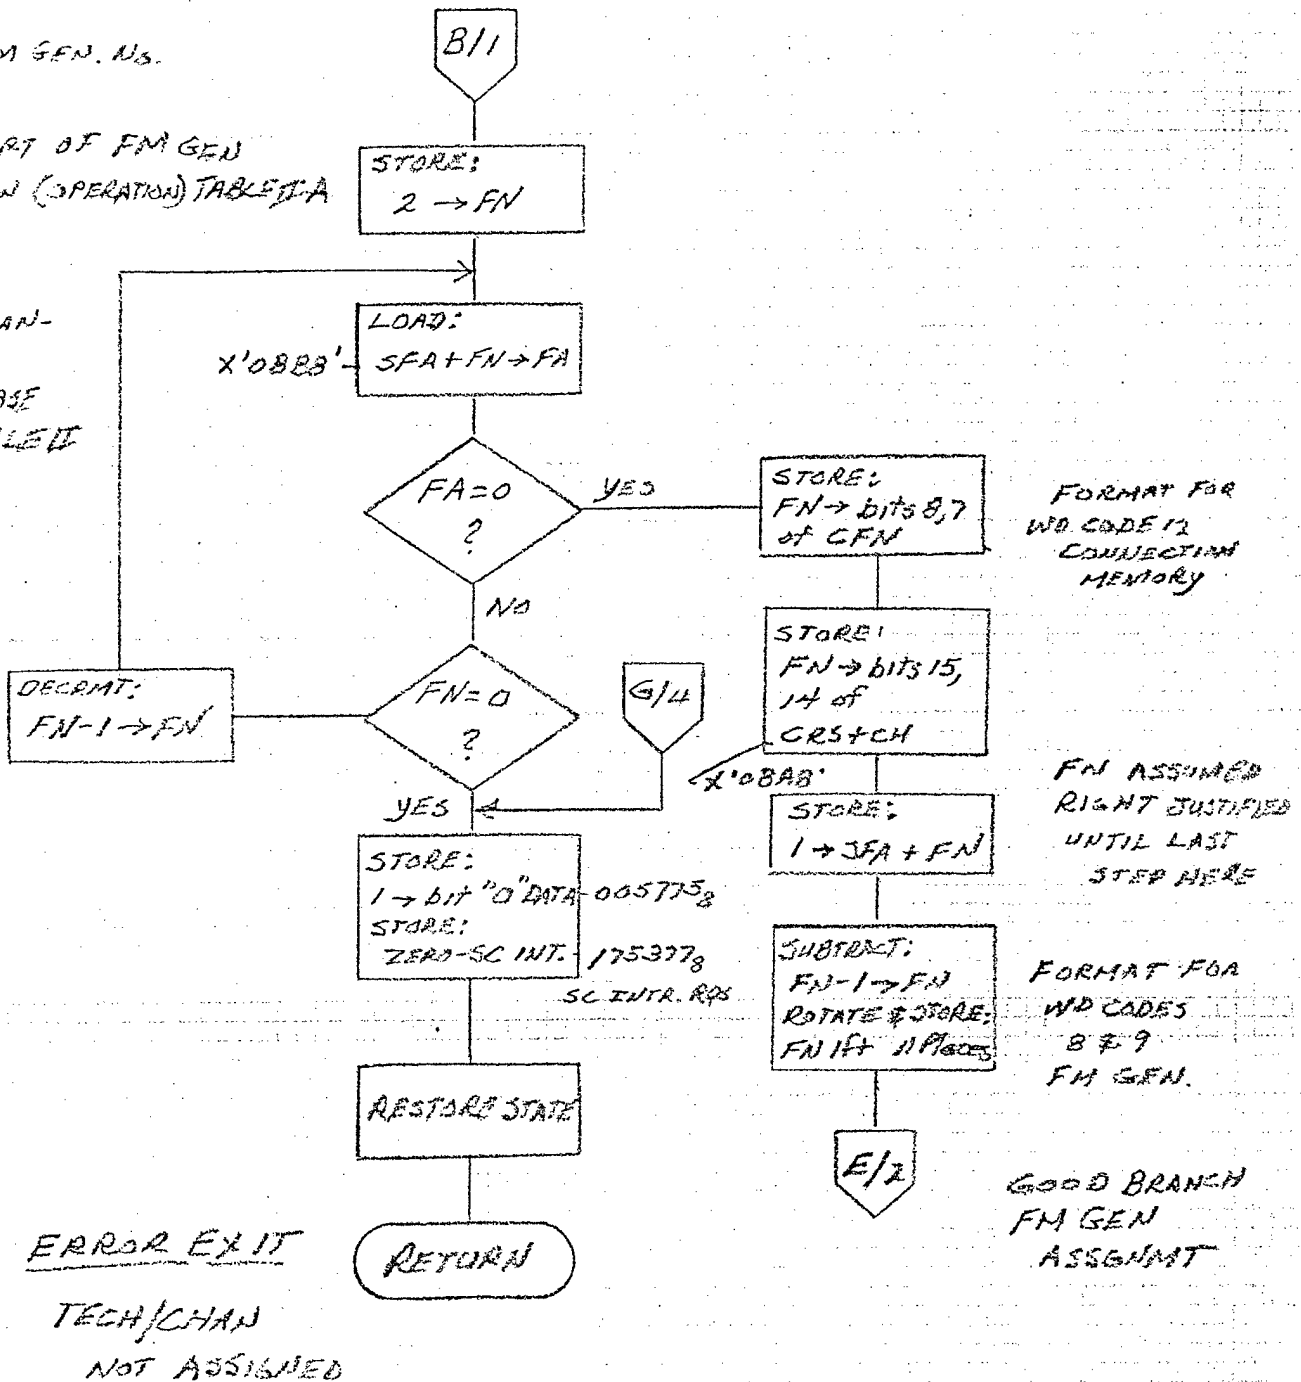 M GEN. No.
B/1
RT OF FM GEN
N (OPERATION) TABLE II-A
STORE:
2 → FN
AN-
LOAD:
X'08BB'
SFA + FN → FA
LE II
FA=0
?
YES
NO
STORE:
FN → bits 8,7
of CFN
FORMAT FOR
WD CODE 12
CONNECTION
MEMORY
STORE:
FN → bits 15,
14 of
CRS+CH
X'08AB'
DECRMT:
FN-1 → FN
FN=0
?
YES
G/4
STORE:
1 → SFA + FN
FN ASSUMED
RIGHT JUSTIFIED
UNTIL LAST
STEP HERE
STORE:
1 → bit "0" DATA-005775₈
STORE:
ZERO-SC INT.-175377₈
SC INTR. RQS
SUBTRACT:
FN-1 → FN
ROTATE & STORE:
FN lft 11 Places
FORMAT FOR
WD CODES
8 & 9
FM GEN.
RESTORE STATE
E/2
GOOD BRANCH
FM GEN
ASSGNMT
RETURN
ERROR EXIT
TECH/CHAN
NOT ASSIGNED